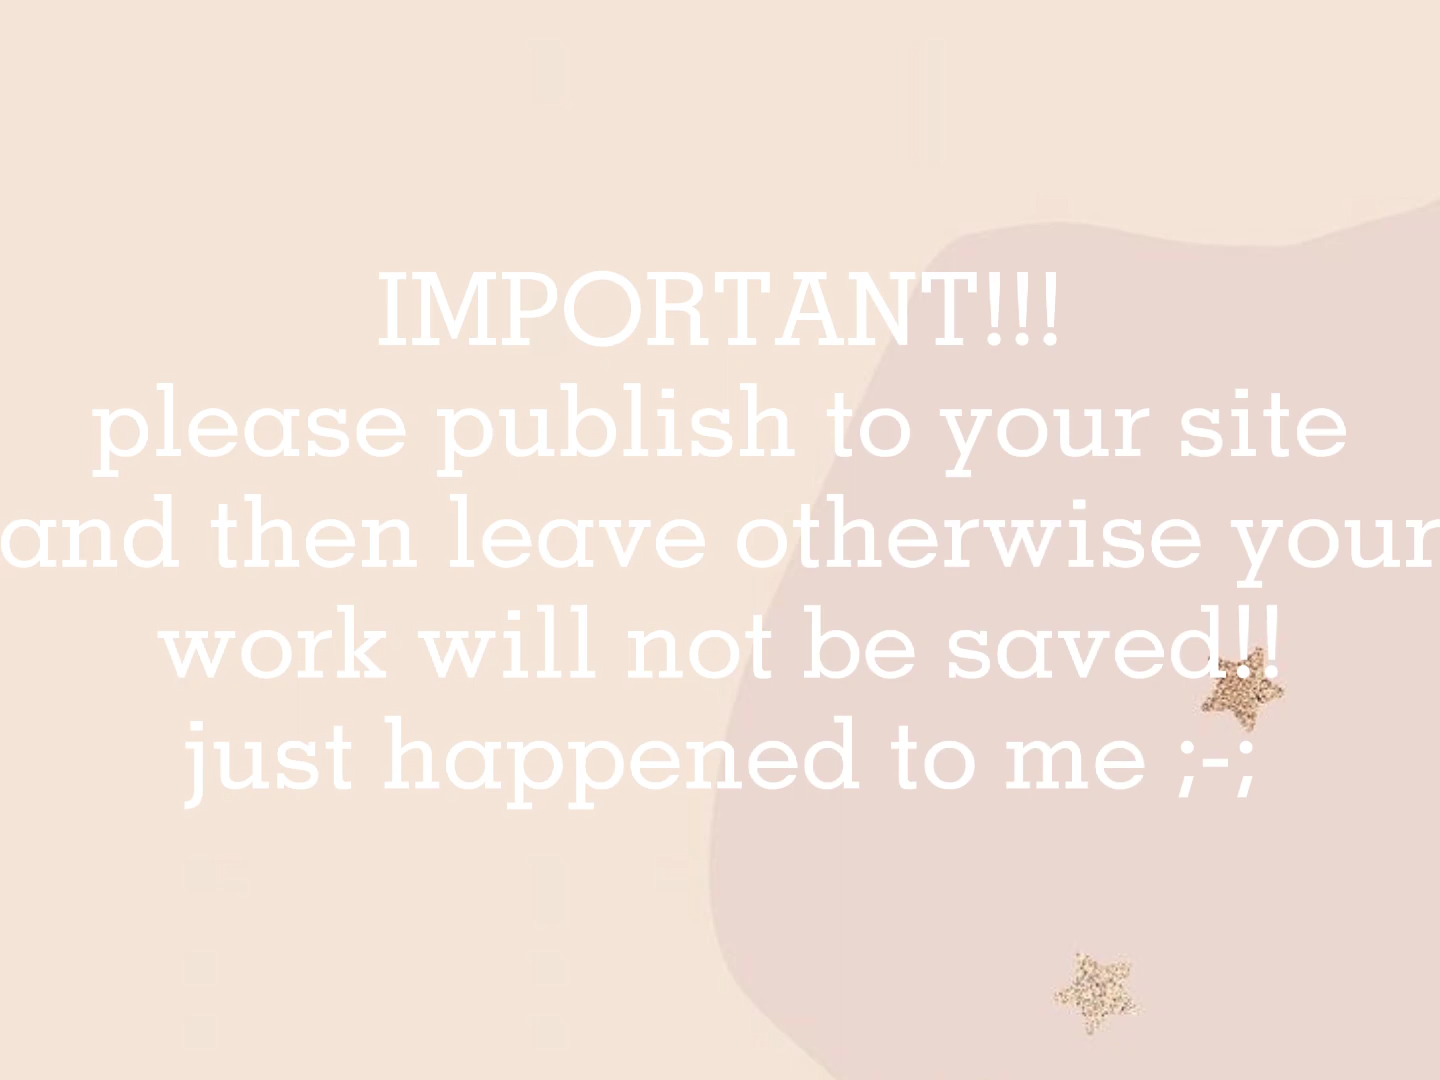 IMPORTANT!!!
please publish to your site
and then leave otherwise your
work will not be saved!!
just happened to me ;-;